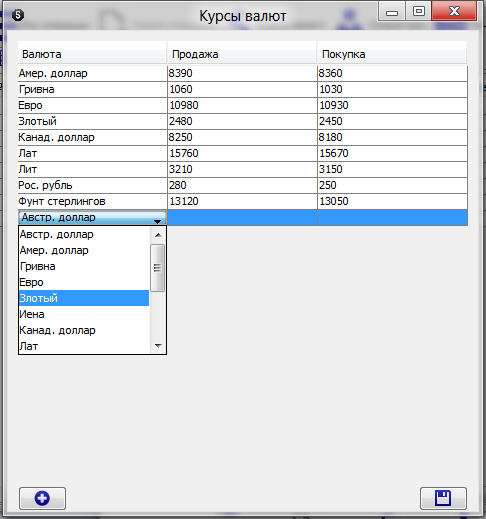 Курсы валют
Валюта Продажа Покупка
Амер. доллар 8390 8360
Гривна 1060 1030
Евро 10980 10930
Злотый 2480 2450
Канад. доллар 8250 8180
Лат 15760 15670
Лит 3210 3150
Рос. рубль 280 250
Фунт стерлингов 13120 13050
Австр. доллар
Австр. доллар
Амер. доллар
Гривна
Евро
Злотый
Иена
Канад. доллар
Лат